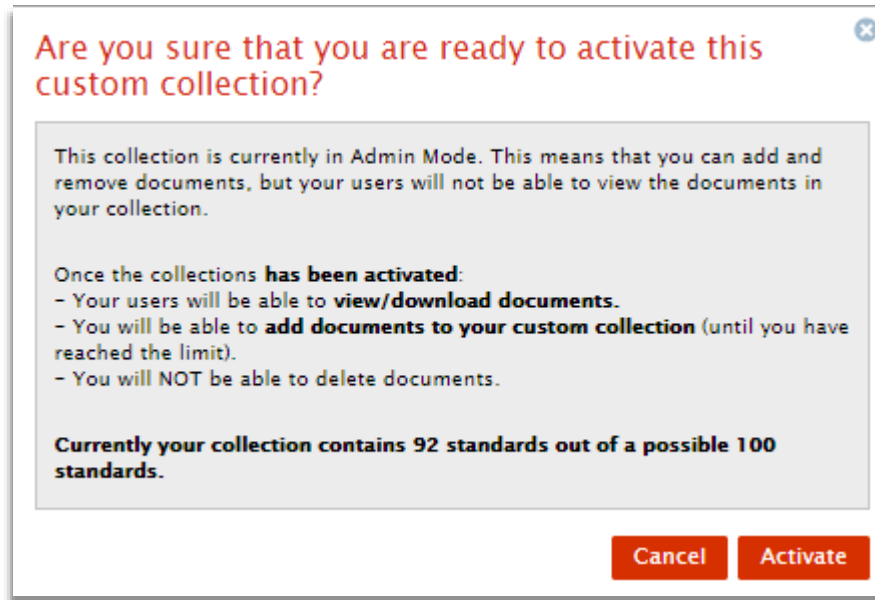 Are you sure that you are ready to activate this
custom collection?
This collection is currently in Admin Mode. This means that you can add and
remove documents, but your users will not be able to view the documents in
your collection.
Once the collections has been activated:
- Your users will be able to view/download documents.
- You will be able to add documents to your custom collection (until you have
reached the limit).
- You will NOT be able to delete documents.
Currently your collection contains 92 standards out of a possible 100
standards.
Cancel Activate